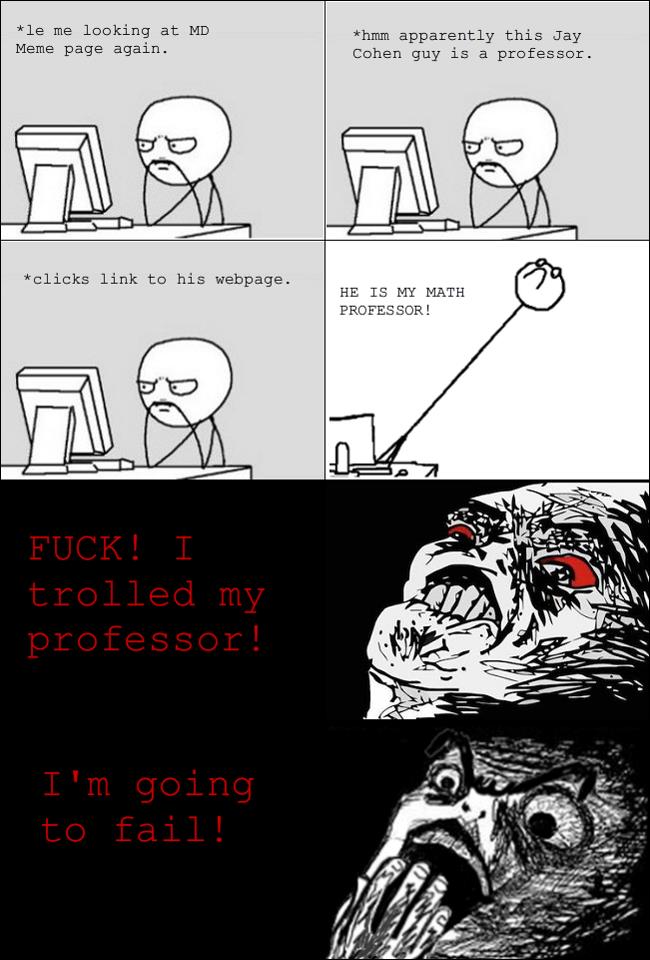 *le me looking at MD
Meme page again.
*hmm apparently this Jay
Cohen guy is a professor.
*clicks link to his webpage.
HE IS MY MATH
PROFESSOR!
FUCK! I
trolled my
professor!
I'm going
to fail!